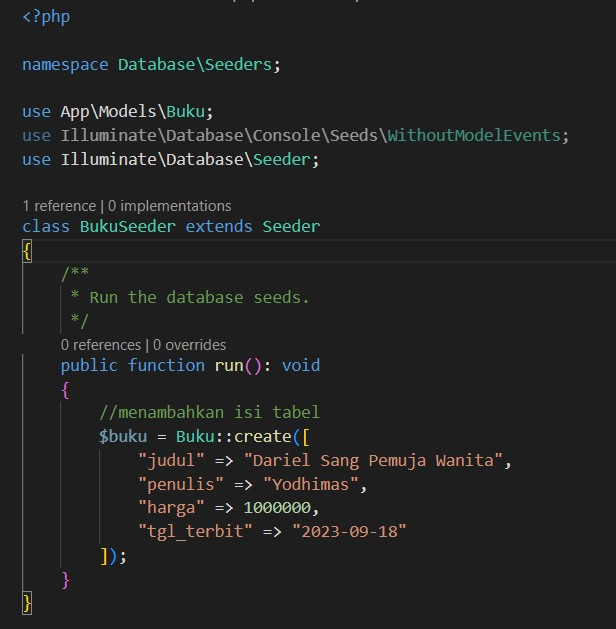 <?php
namespace Database\Seeders;
use App\Models\Buku;
use Illuminate\Database\Console\Seeds\WithoutModelEvents;
use Illuminate\Database\Seeder;
1 reference | 0 implementations
class BukuSeeder extends Seeder
{
/**
* Run the database seeds.
*/
0 references | 0 overrides
public function run(): void
{
//menambahkan isi tabel
$buku = Buku::create([
"judul" => "Dariel Sang Pemuja Wanita",
"penulis" => "Yodhimas",
"harga" => 1000000,
"tgl_terbit" => "2023-09-18"
]);
}
}